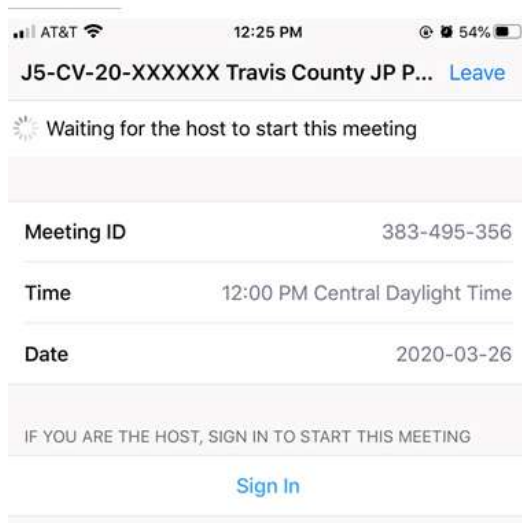 AT&T 12:25 PM 54%
J5-CV-20-XXXXXX Travis County JP P... Leave
Waiting for the host to start this meeting
Meeting ID 383-495-356
Time 12:00 PM Central Daylight Time
Date 2020-03-26
IF YOU ARE THE HOST, SIGN IN TO START THIS MEETING
Sign In